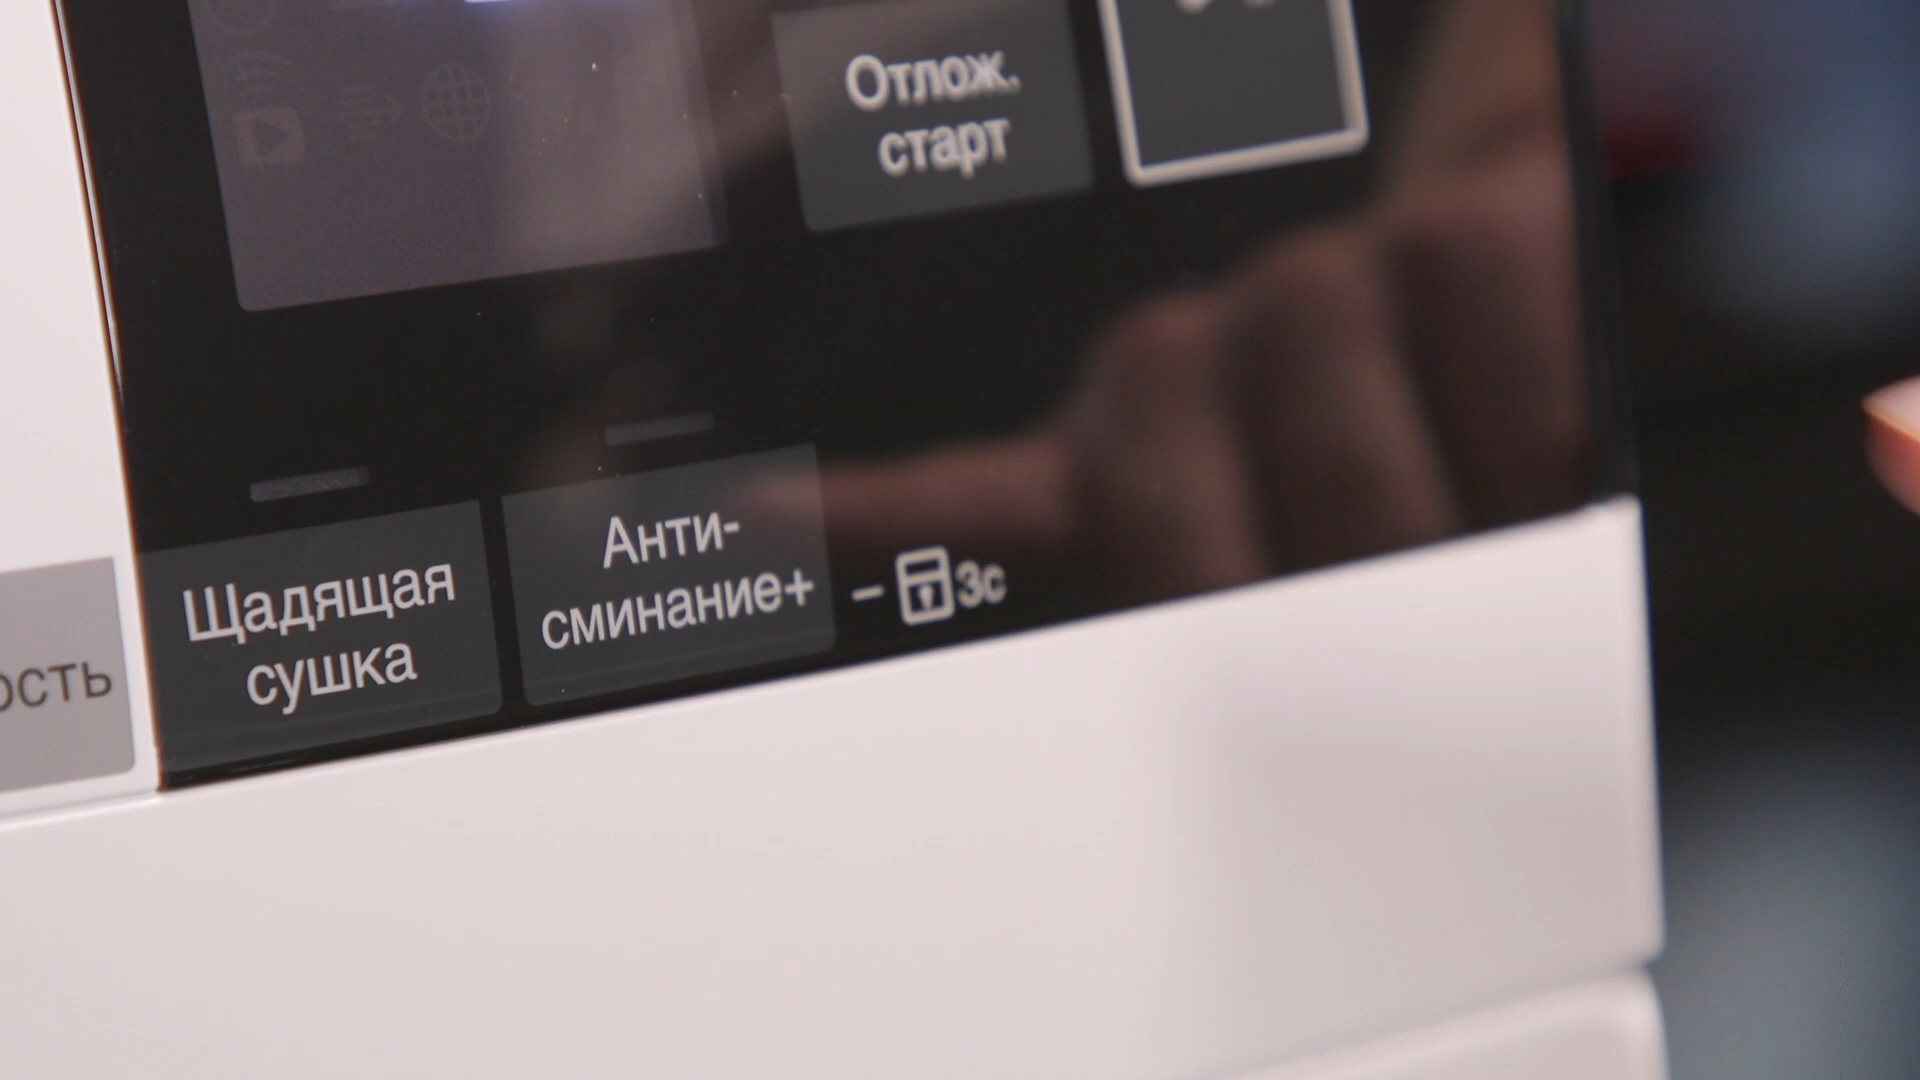 Отлож.
старт
Щадящая
сушка
Анти-
сминание+
– 3с
ость